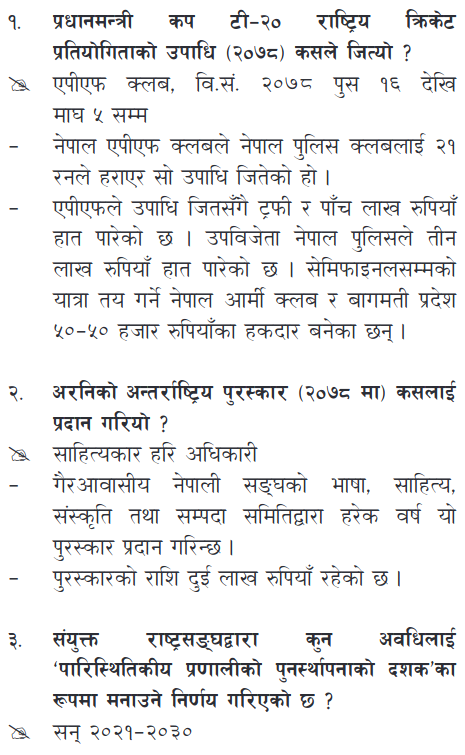 १. प्रधानमन्त्री कप टी-२० राष्ट्रिय क्रिकेट
प्रतियोगिताको उपाधि (२०७८) कसले जित्यो ?
एपीएफ क्लब, वि.सं. २०७८ पुस १६ देखि
माघ ५ सम्म
– नेपाल एपीएफ क्लबले नेपाल पुलिस क्लबलाई २१
रनले हराएर सो उपाधि जितेको हो ।
– एपीएफले उपाधि जितसँगै ट्रफी र पाँच लाख रुपियाँ
हात पारेको छ । उपविजेता नेपाल पुलिसले तीन
लाख रुपियाँ हात पारेको छ । सेमिफाइनलसम्मको
यात्रा तय गर्ने नेपाल आर्मी क्लब र बागमती प्रदेश
५०-५० हजार रुपियाँका हकदार बनेका छन् ।
२. अरनिको अन्तर्राष्ट्रिय पुरस्कार (२०७८ मा) कसलाई
प्रदान गरियो ?
साहित्यकार हरि अधिकारी
– गैरआवासीय नेपाली सङ्घको भाषा, साहित्य,
संस्कृति तथा सम्पदा समितिद्वारा हरेक वर्ष यो
पुरस्कार प्रदान गरिन्छ ।
– पुरस्कारको राशि दुई लाख रुपियाँ रहेको छ ।
३. संयुक्त राष्ट्रसङ्घद्वारा कुन अवधिलाई
‘पारिस्थितिकीय प्रणालीको पुनर्स्थापनाको दशक’का
रूपमा मनाउने निर्णय गरिएको छ ?
सन् २०२१-२०३०